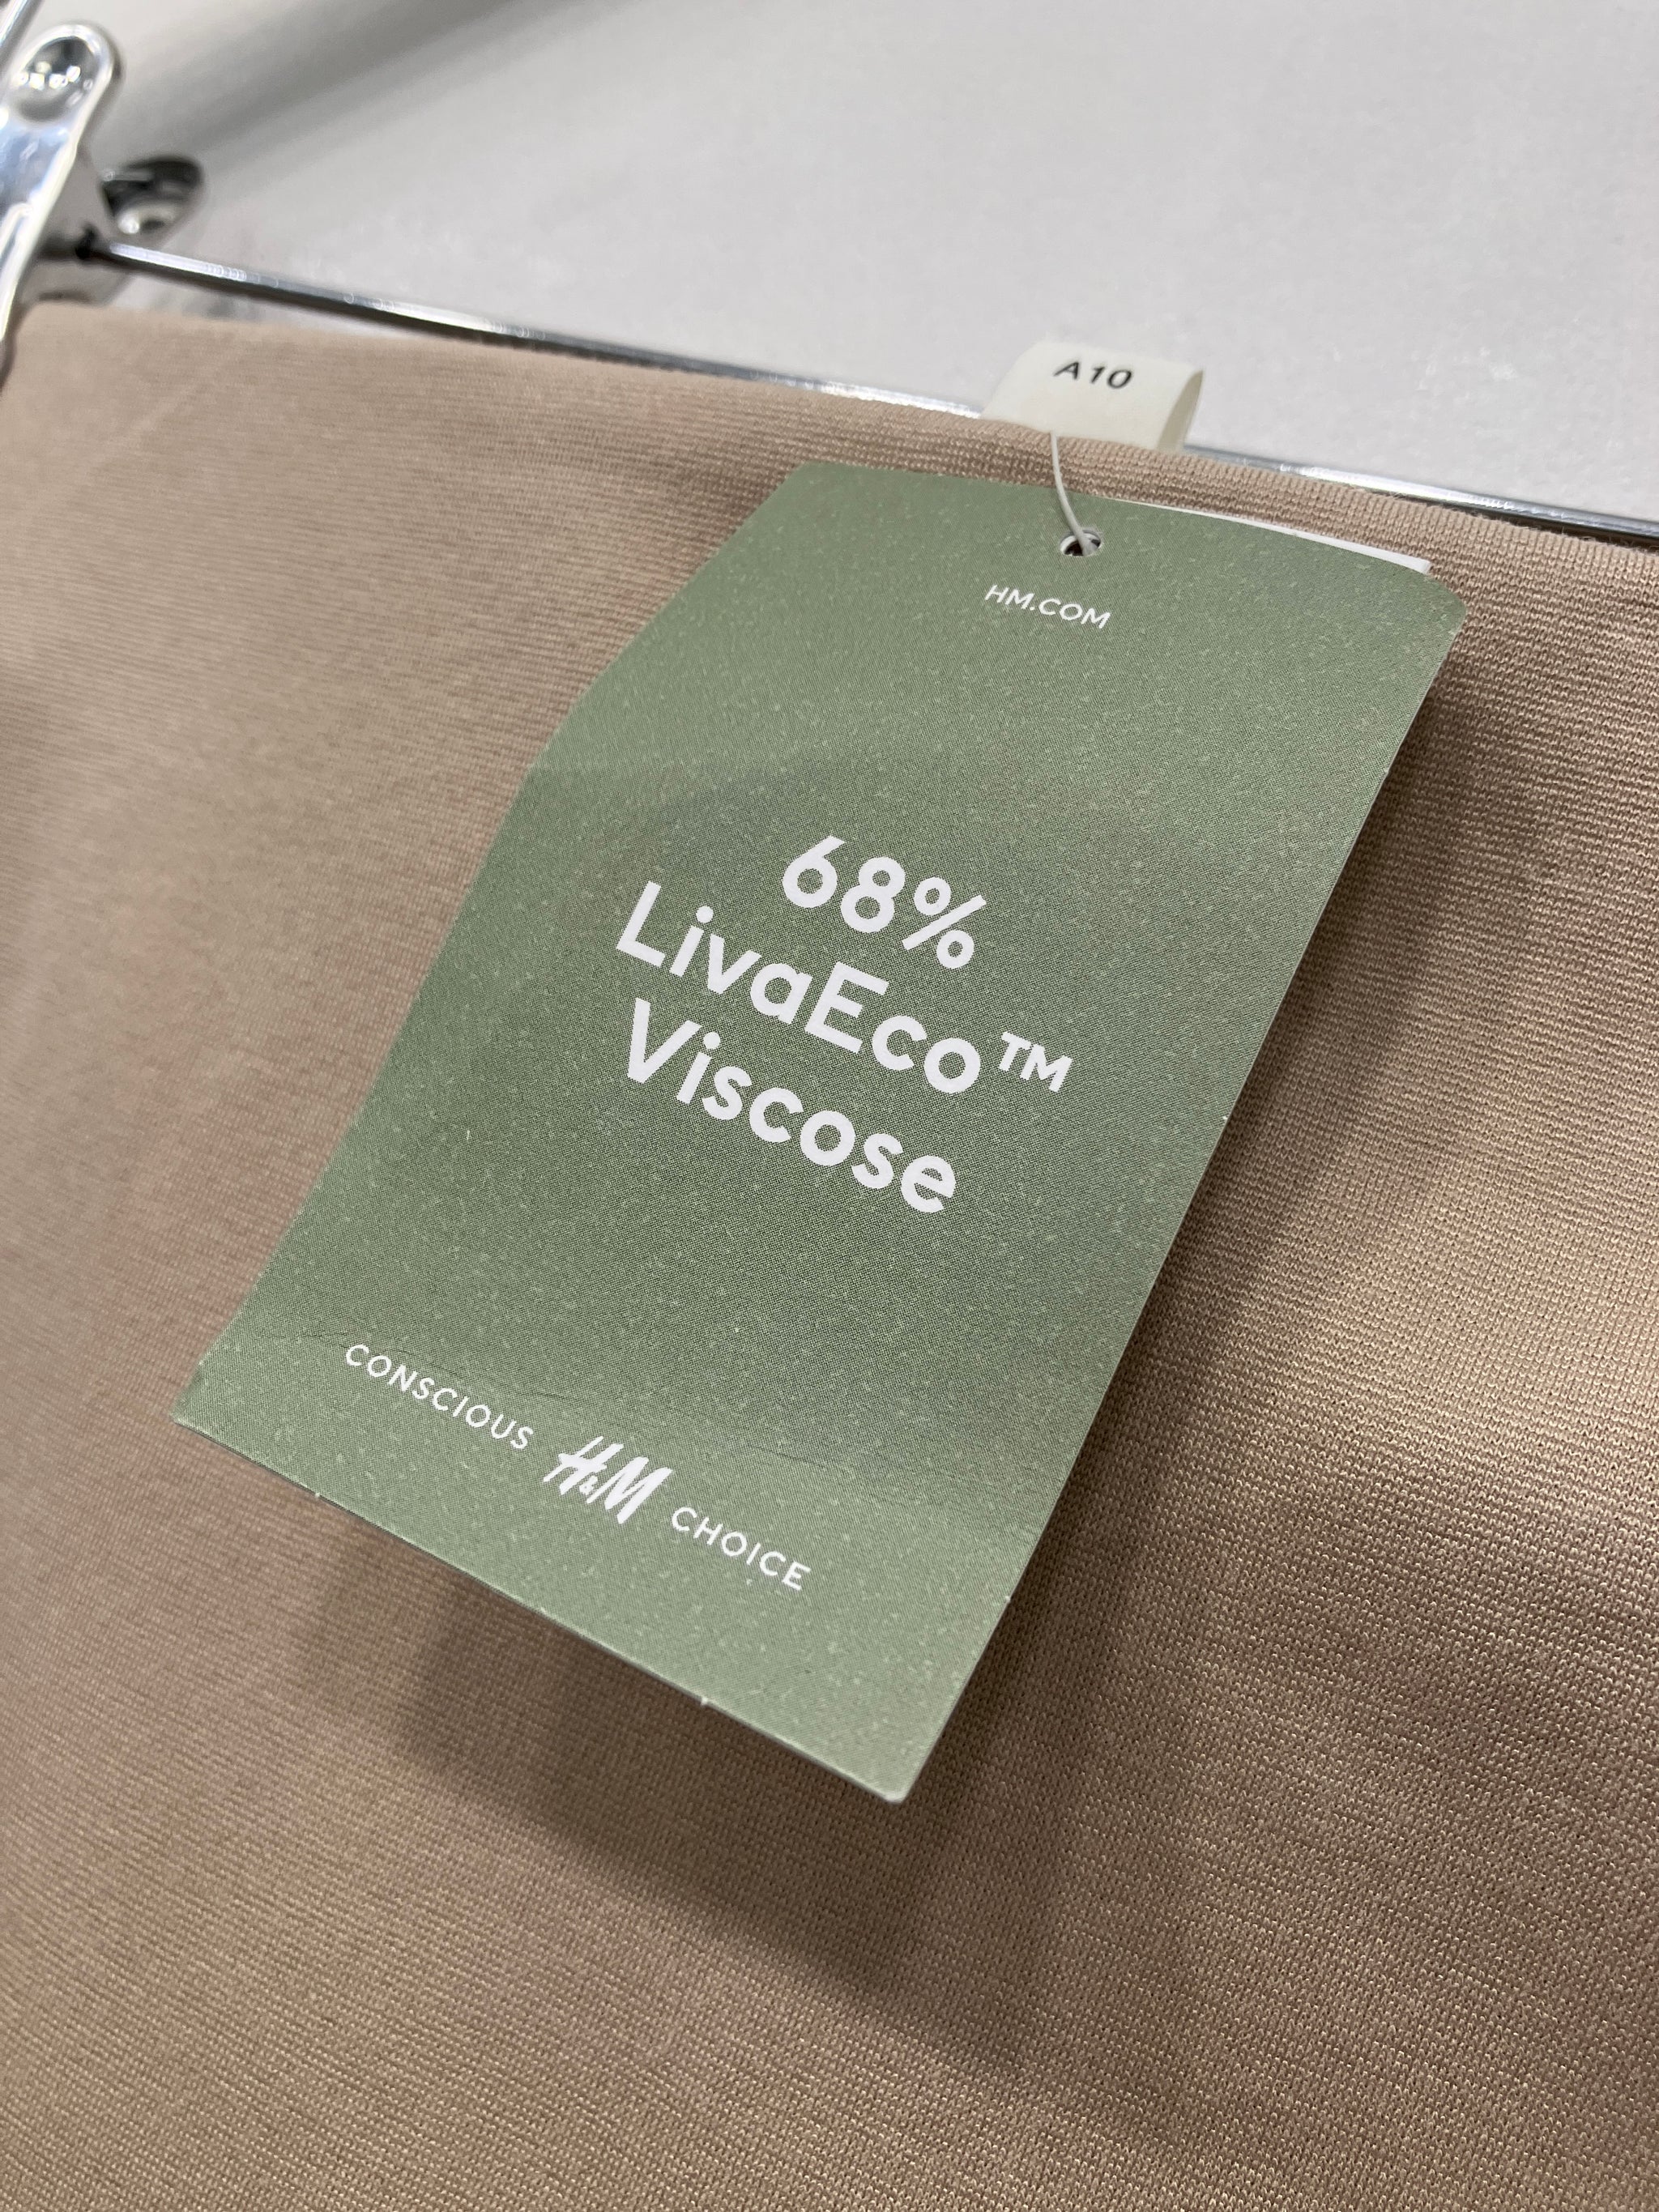 A10
HM.COM
68%
LivaEco™
Viscose
CONSCIOUS H&M CHOICE